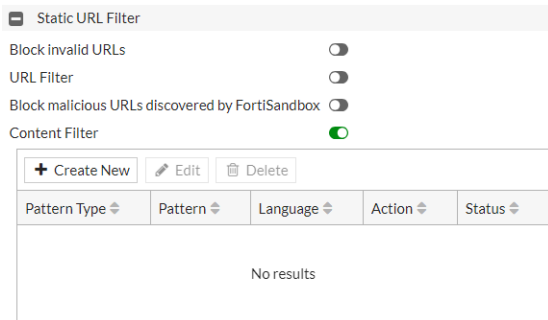 Static URL Filter
Block invalid URLs
URL Filter
Block malicious URLs discovered by FortiSandbox
Content Filter
Create New Edit Delete
Pattern Type Pattern Language Action Status
No results